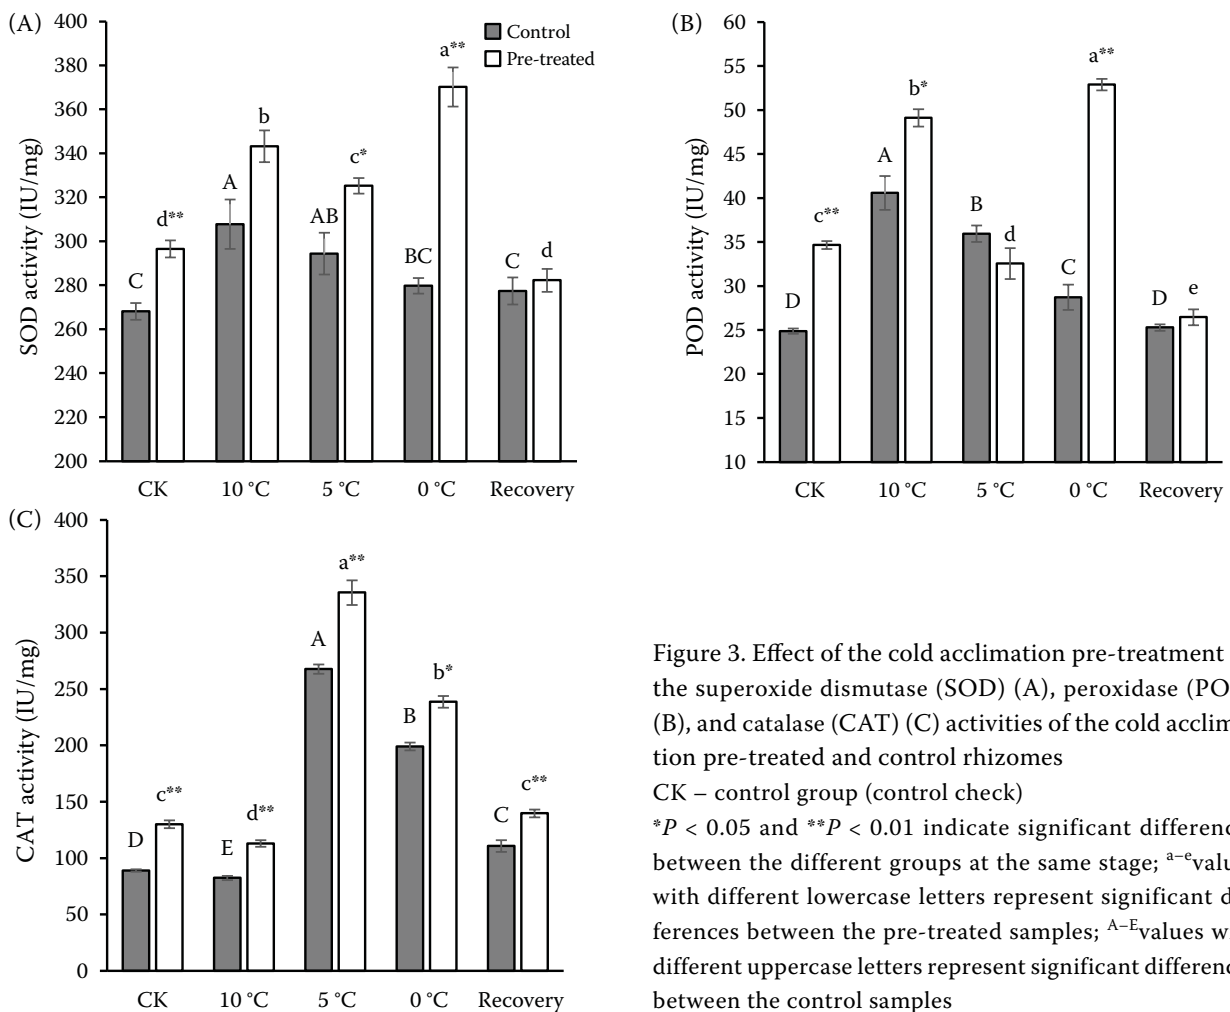 (A)
400
380
360
340
320
300
280
260
240
220
200
SOD activity (IU/mg)
Control
Pre-treated
C
d**
A
b
AB
c*
BC
a**
C
d
CK
10 °C
5 °C
0 °C
Recovery
(B)
60
55
50
45
40
35
30
25
20
15
10
POD activity (IU/mg)
D
c**
A
b*
B
d
C
a**
D
e
CK
10 °C
5 °C
0 °C
Recovery
(C)
400
350
300
250
200
150
100
50
0
CAT activity (IU/mg)
D
c**
E
d**
A
a**
B
b*
C
c**
CK
10 °C
5 °C
0 °C
Recovery
Figure 3. Effect of the cold acclimation pre-treatment
the superoxide dismutase (SOD) (A), peroxidase (PO
(B), and catalase (CAT) (C) activities of the cold acclim
tion pre-treated and control rhizomes
CK – control group (control check)
*P < 0.05 and **P < 0.01 indicate significant differenc
between the different groups at the same stage; a–evalu
with different lowercase letters represent significant d
ferences between the pre-treated samples; A–Evalues w
different uppercase letters represent significant differenc
between the control samples